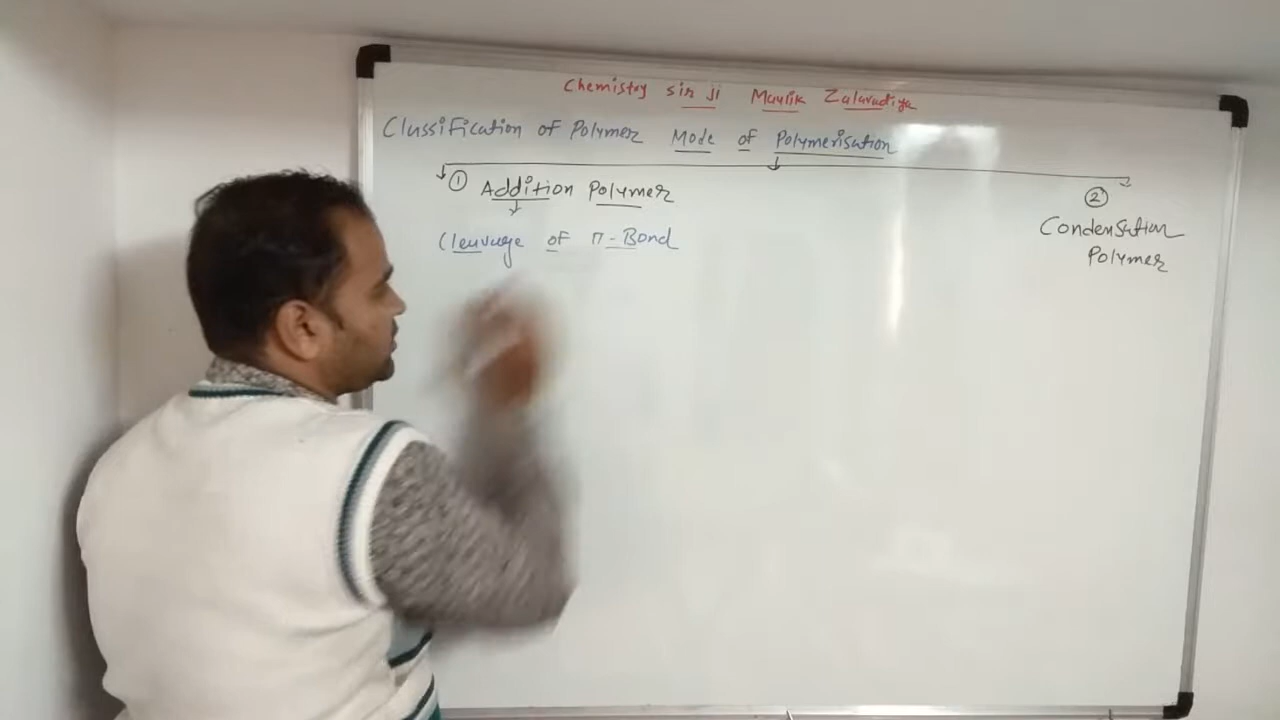 Chemistry sir ji Maulik Zalavadiya
Classification of Polymer Mode of Polymerisation
① Addition Polymer
Cleavage of π-Bond
②
Condensation
Polymer